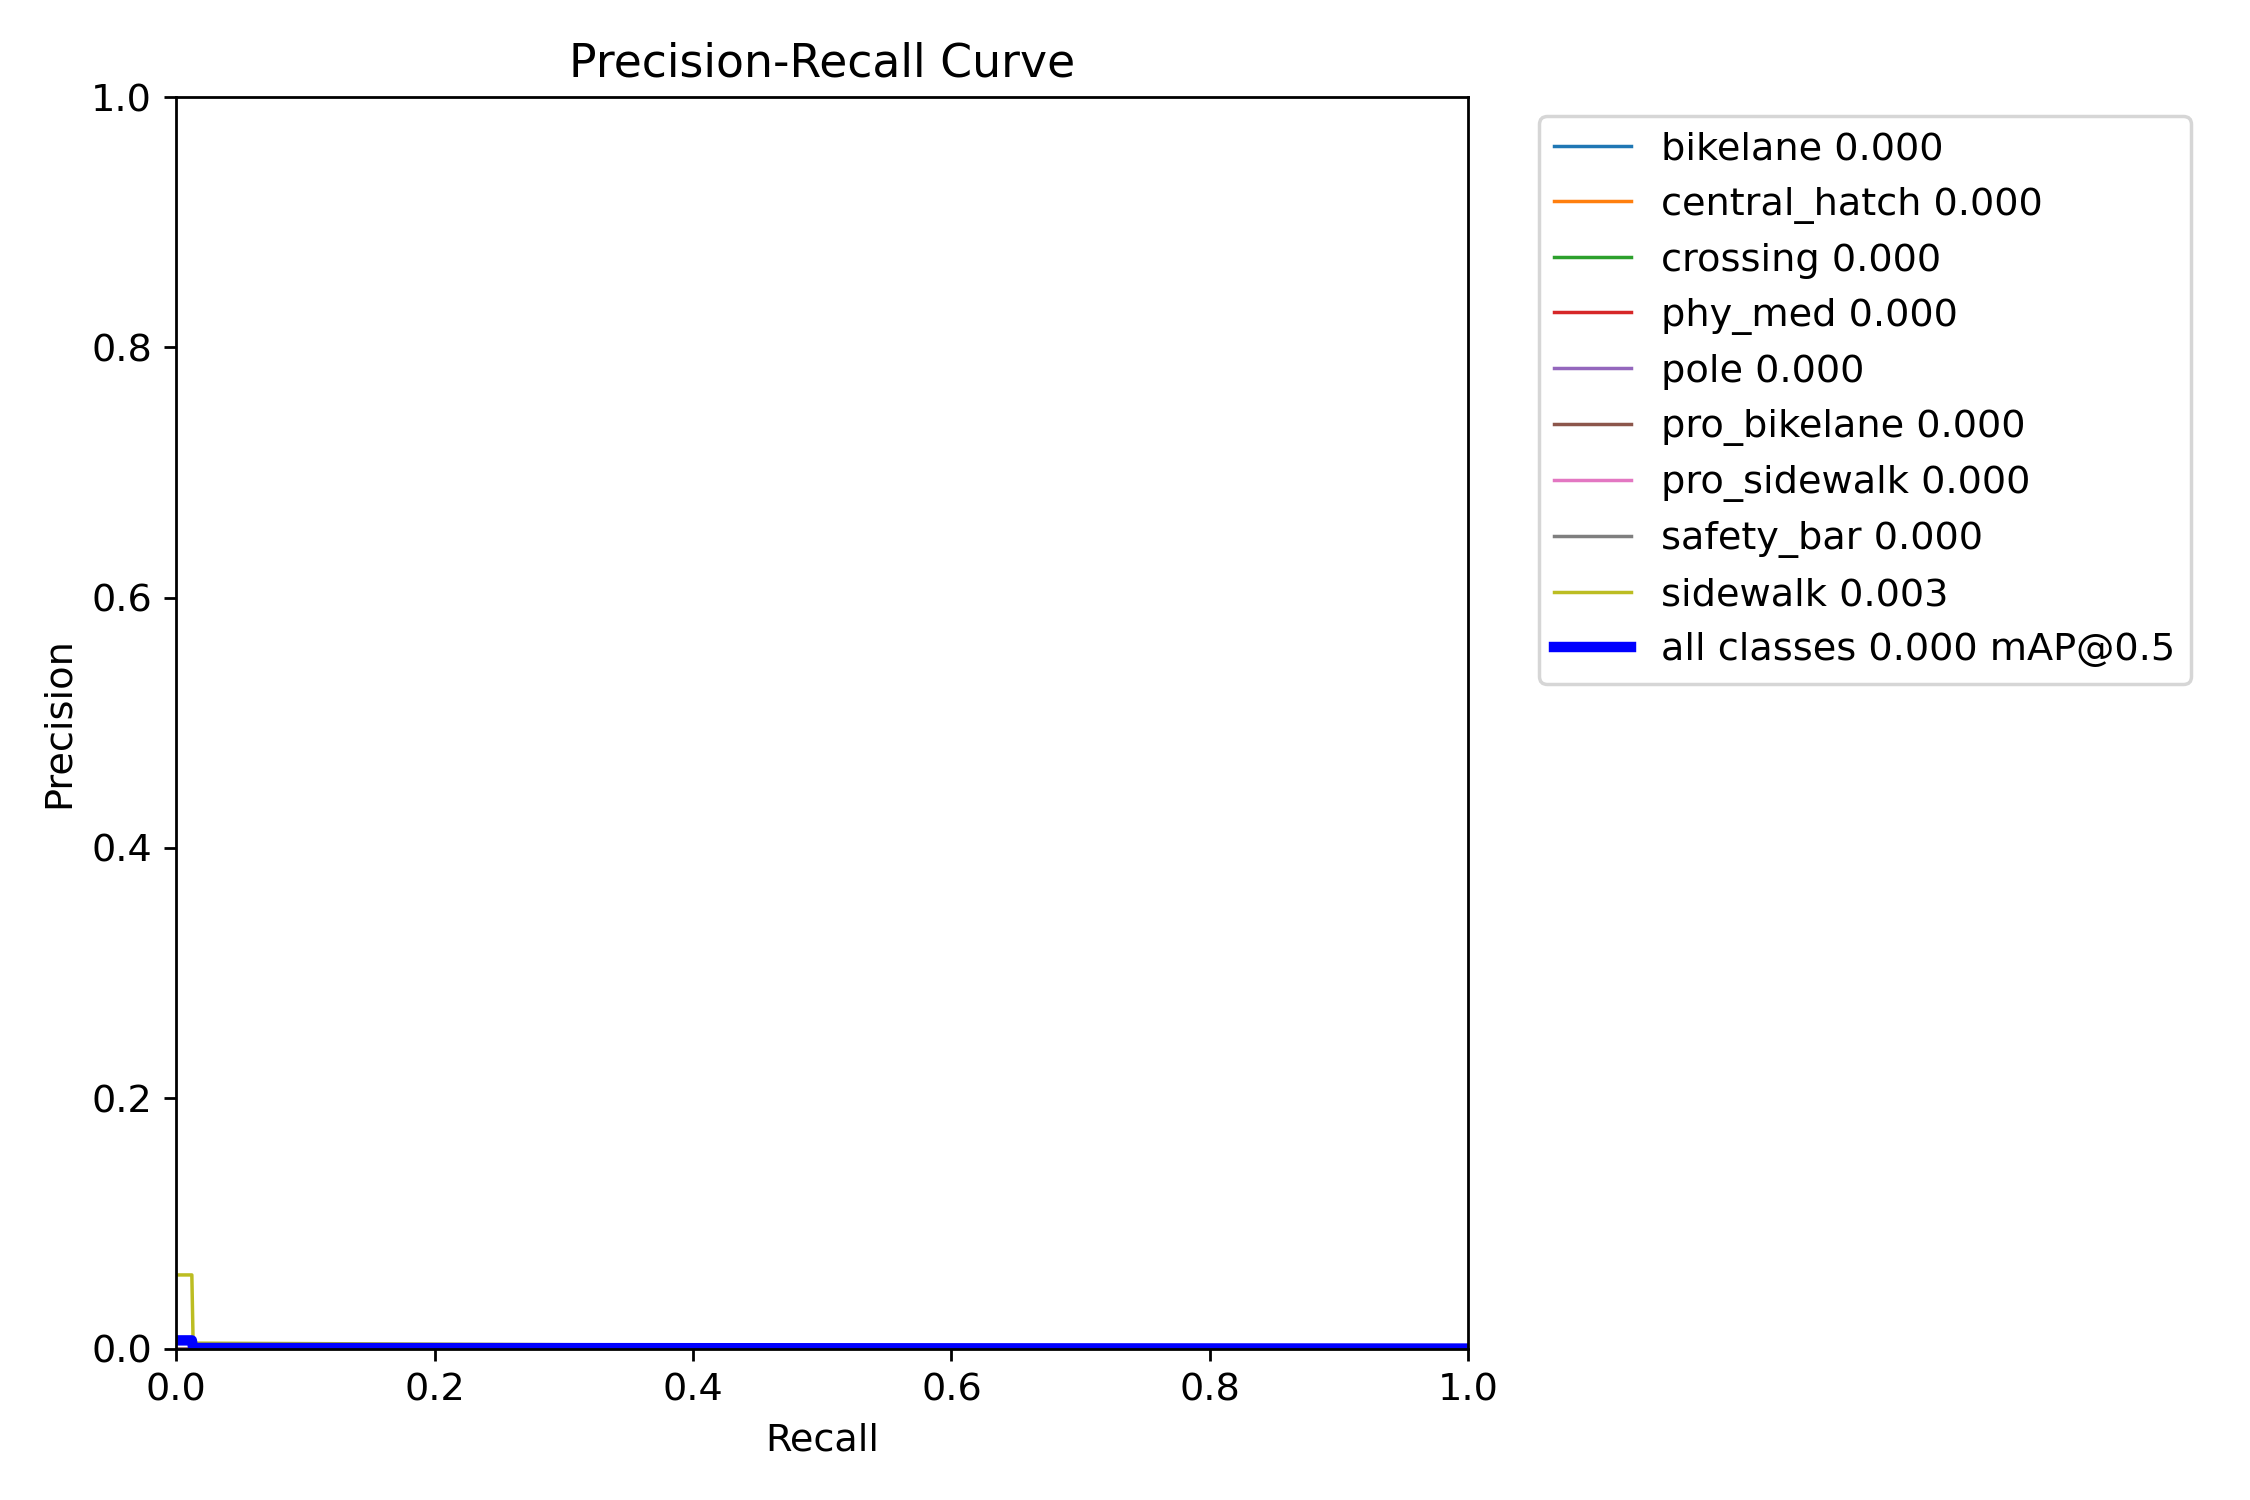 Precision-Recall Curve
1.0
0.8
0.6
0.4
0.2
0.0
Precision
0.0 0.2 0.4 0.6 0.8 1.0
Recall
bikelane 0.000
central_hatch 0.000
crossing 0.000
phy_med 0.000
pole 0.000
pro_bikelane 0.000
pro_sidewalk 0.000
safety_bar 0.000
sidewalk 0.003
all classes 0.000 mAP@0.5